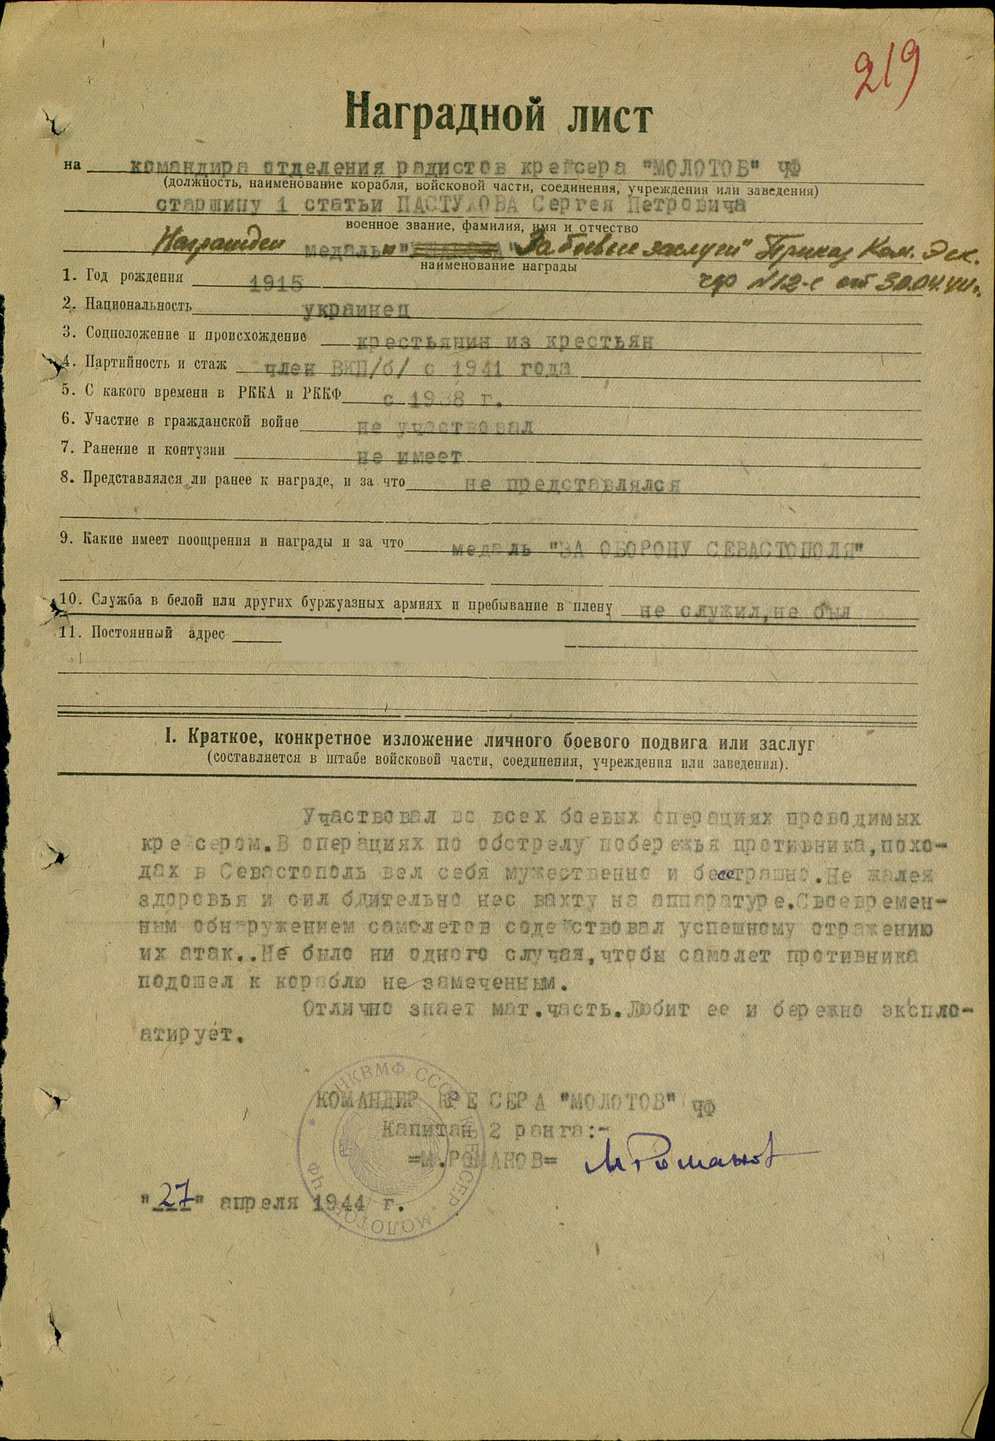 219
Наградной лист
на командира отделения радистов крейсера "МОЛОТОВ" ЧФ
(должность, наименование корабля, войсковой части, соединения, учреждения или заведения)
старшину 1 статьи ПАСТУХОВА Сергея Петровича
военное звание, фамилия, имя и отчество
Награжден медалью "За боевые заслуги" Приказ Ком. Эск.
наименование награды
ЧФ №12-с от 30.04.44 г.
1. Год рождения 1915
2. Национальность украинец
3. Соцположение и происхождение крестьянин из крестьян
4. Партийность и стаж член ВКП/б/ с 1941 года
5. С какого времени в РККА и РККФ с 1938 г.
6. Участие в гражданской войне не участвовал
7. Ранение и контузии не имеет
8. Представлялся ли ранее к награде, и за что не представлялся
9. Какие имеет поощрения и награды и за что медаль "ЗА ОБОРОНУ СЕВАСТОПОЛЯ"
10. Служба в белой или других буржуазных армиях и пребывание в плену не служил, не был
11. Постоянный адрес
I. Краткое, конкретное изложение личного боевого подвига или заслуг
(составляется в штабе войсковой части, соединения, учреждения или заведения).
Участвовал во всех боевых операциях проводимых
крейсером. В операциях по обстрелу побережья противника, похо-
дах в Севастополь вел себя мужественно и бесстрашно. Не жалея
здоровья и сил бдительно нес вахту на аппаратуре. Своевремен-
ным обнаружением самолетов содействовал успешному отражению
их атак.. Не было ни одного случая, чтобы самолет противника
подошел к кораблю не замеченным.
Отлично знает мат. часть. Любит ее и бережно экспло-
атирует.
КОМАНДИР КРЕЙСЕРА "МОЛОТОВ" ЧФ
Капитан 2 ранга:-
=М.РОМАНОВ= М Романов
"27" апреля 1944 г.
НКВМФ СССР КРЕЙСЕР МОЛОТОВ ЧФ